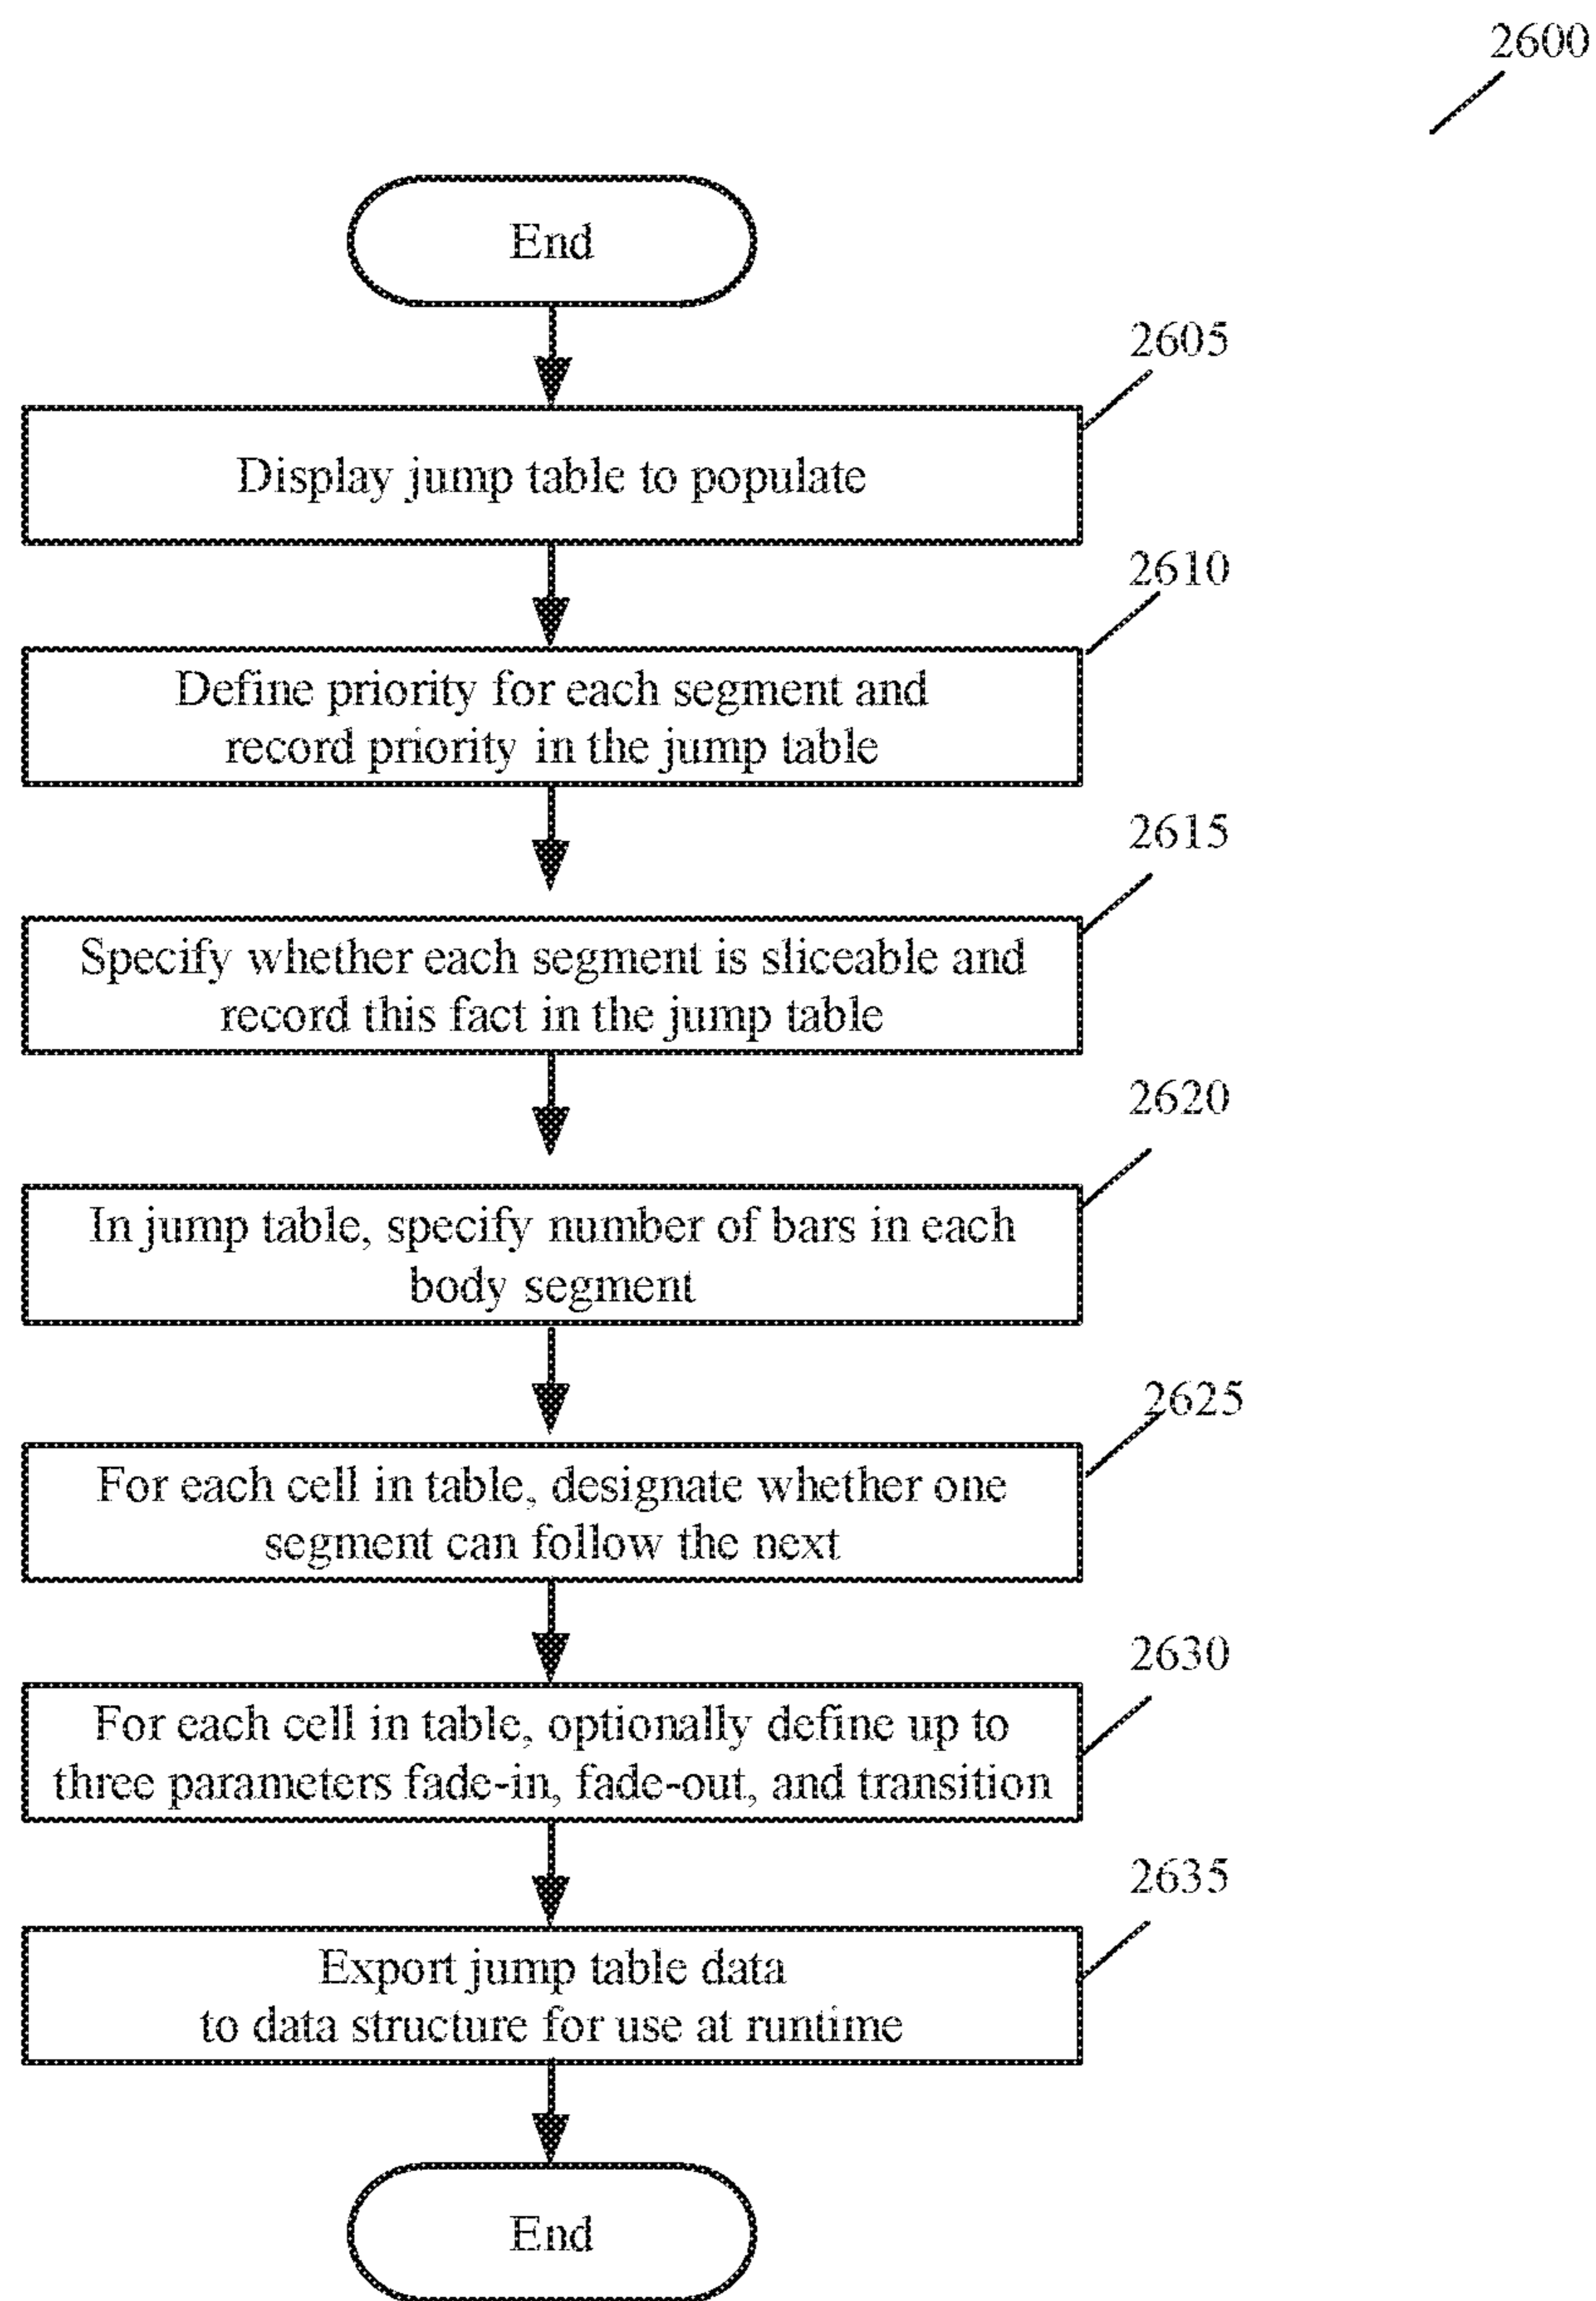 2600
End
2605
Display jump table to populate
2610
Define priority for each segment and
record priority in the jump table
2615
Specify whether each segment is sliceable and
record this fact in the jump table
2620
In jump table, specify number of bars in each
body segment
2625
For each cell in table, designate whether one
segment can follow the next
2630
For each cell in table, optionally define up to
three parameters fade-in, fade-out, and transition
2635
Export jump table data
to data structure for use at runtime
End